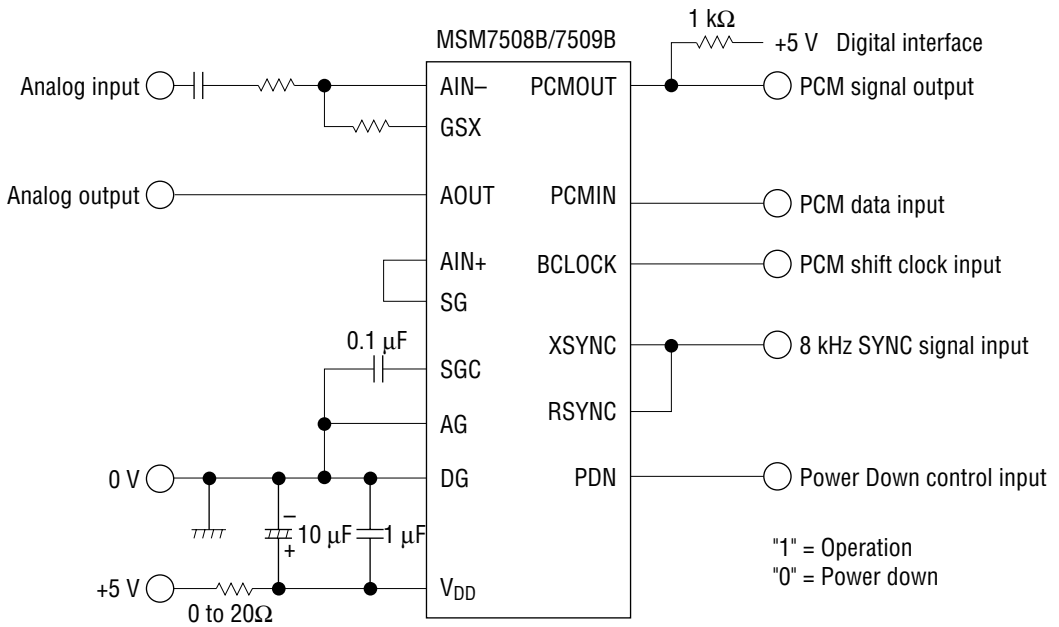 1 kΩ
MSM7508B/7509B
+5 V Digital interface
Analog input
AIN–
PCMOUT
PCM signal output
GSX
Analog output
AOUT
PCMIN
PCM data input
AIN+
BCLOCK
PCM shift clock input
SG
0.1 μF
XSYNC
8 kHz SYNC signal input
SGC
RSYNC
AG
0 V
DG
PDN
Power Down control input
–
10 μF
1 μF
+
"1" = Operation
"0" = Power down
+5 V
VDD
0 to 20Ω